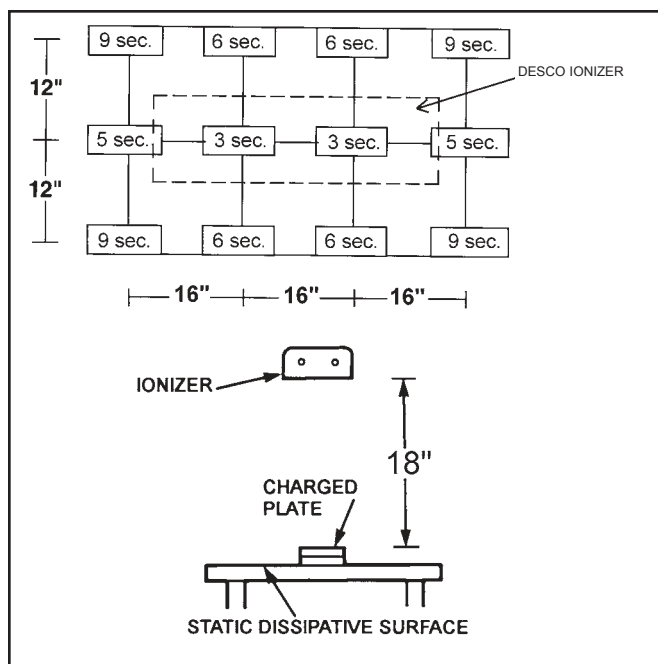 9 sec. 6 sec. 6 sec. 9 sec.
DESCO IONIZER
12"
5 sec. 3 sec. 3 sec. 5 sec.
12"
9 sec. 6 sec. 6 sec. 9 sec.
16" 16" 16"
IONIZER
18"
CHARGED
PLATE
STATIC DISSIPATIVE SURFACE